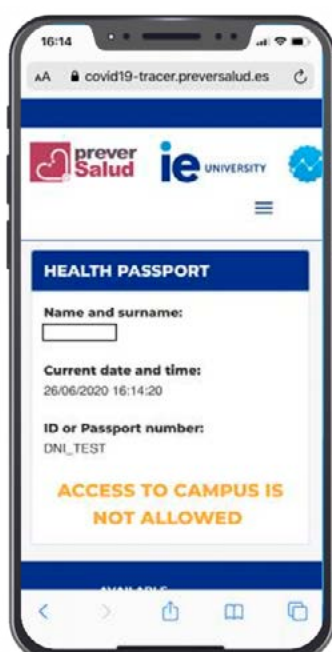 16:14
AA covid19-tracer.preversalud.es
prever
Salud
ie UNIVERSITY
HEALTH PASSPORT
Name and surname:
Current date and time:
26/06/2020 16:14:20
ID or Passport number:
DNI_TEST
ACCESS TO CAMPUS IS
NOT ALLOWED